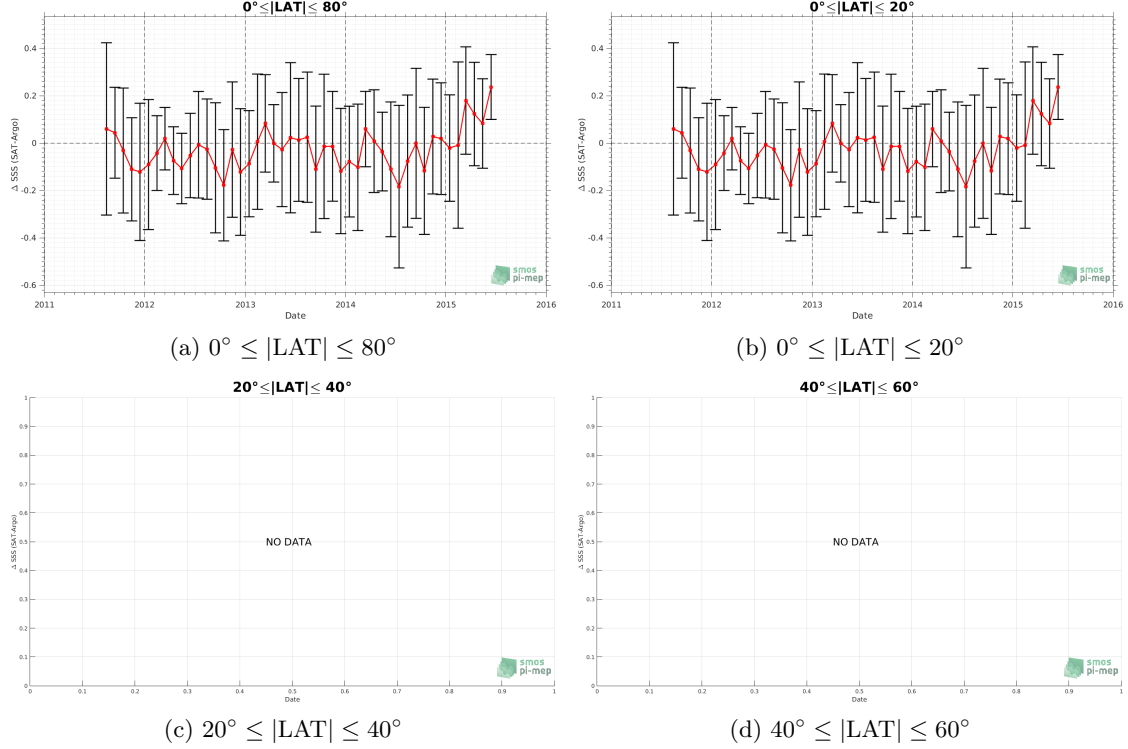 0°≤|LAT|≤ 80°
0.4
0.2
0
-0.2
-0.4
-0.6
Δ SSS (SAT-Argo)
2011
2012
2013
2014
2015
2016
Date
smos
pi-mep
(a) 0° ≤ |LAT| ≤ 80°
0°≤|LAT|≤ 20°
0.4
0.2
0
-0.2
-0.4
-0.6
Δ SSS (SAT-Argo)
2011
2012
2013
2014
2015
2016
Date
smos
pi-mep
(b) 0° ≤ |LAT| ≤ 20°
20°≤|LAT|≤ 40°
1
0.9
0.8
0.7
0.6
0.5
0.4
0.3
0.2
0.1
0
Δ SSS (SAT-Argo)
NO DATA
0
0.1
0.2
0.3
0.4
0.5
0.6
0.7
0.8
0.9
1
Date
smos
pi-mep
(c) 20° ≤ |LAT| ≤ 40°
40°≤|LAT|≤ 60°
1
0.9
0.8
0.7
0.6
0.5
0.4
0.3
0.2
0.1
0
Δ SSS (SAT-Argo)
NO DATA
0
0.1
0.2
0.3
0.4
0.5
0.6
0.7
0.8
0.9
1
Date
smos
pi-mep
(d) 40° ≤ |LAT| ≤ 60°